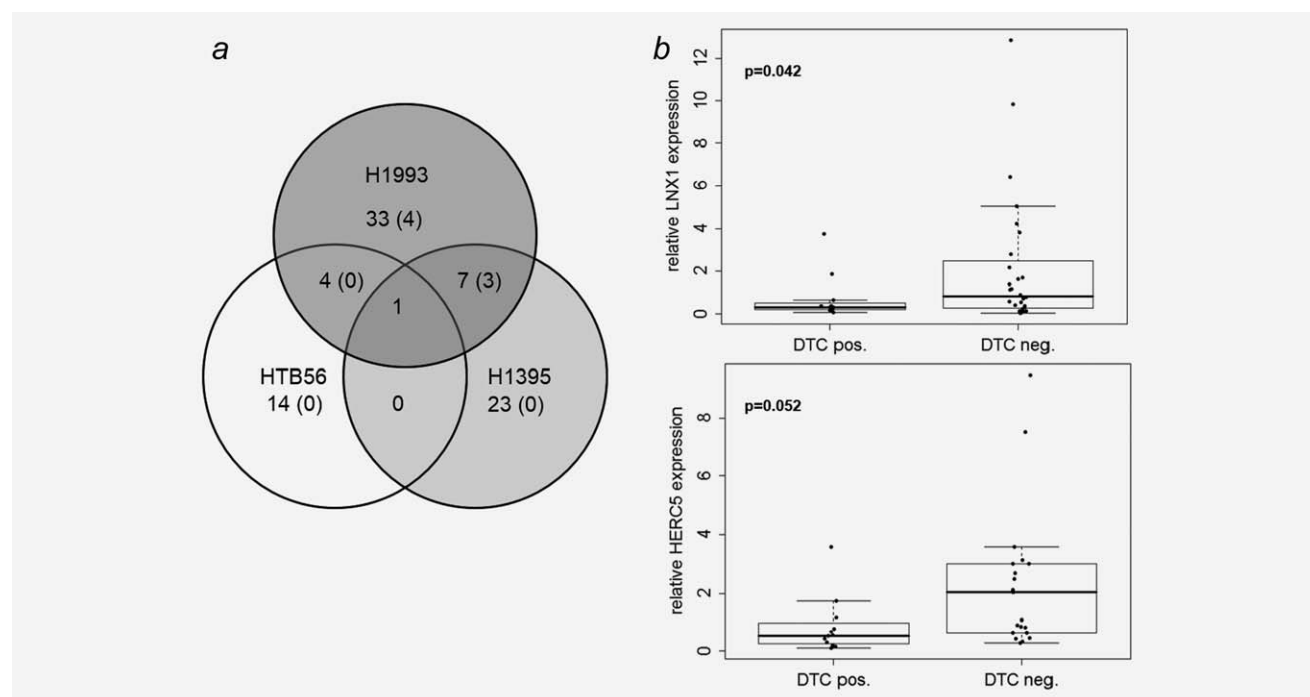 a
H1993
33 (4)
4 (0)
7 (3)
1
HTB56
14 (0)
0
H1395
23 (0)
b
p=0.042
relative LNX1 expression
12
10
8
6
4
2
0
DTC pos.
DTC neg.
p=0.052
relative HERC5 expression
8
6
4
2
0
DTC pos.
DTC neg.